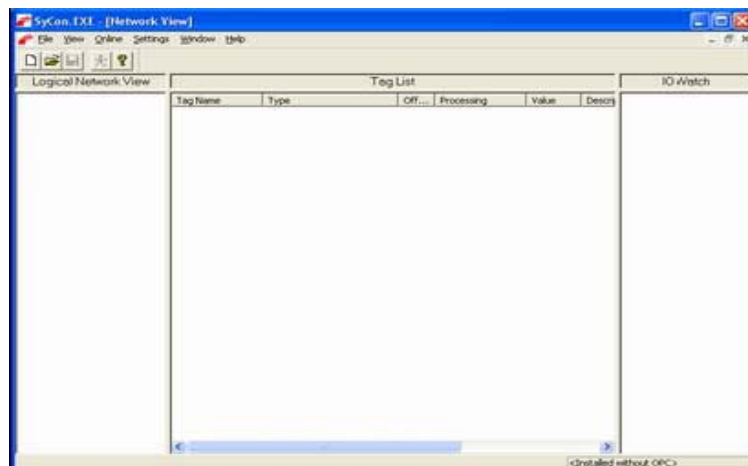 SyCon.EXE - [Network View]
File View Online Settings Window Help
Logical Network View
Tag List
IO Watch
Tag Name Type Off... Processing Value Descrip
<Installed without OPC>